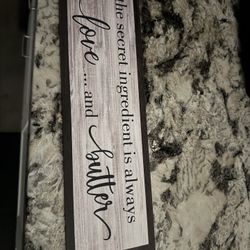 the secret ingredient is always
love... and butter